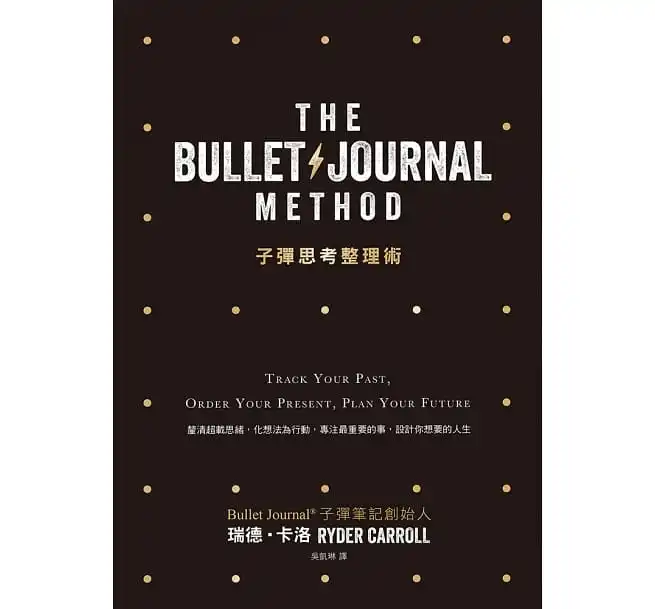 THE
BULLET JOURNAL
METHOD
子彈思考整理術
TRACK YOUR PAST,
ORDER YOUR PRESENT, PLAN YOUR FUTURE
釐清超載思緒，化想法為行動，專注最重要的事，設計你想要的人生
Bullet Journal® 子彈筆記創始人
瑞德・卡洛 RYDER CARROLL
吳凱琳 譯